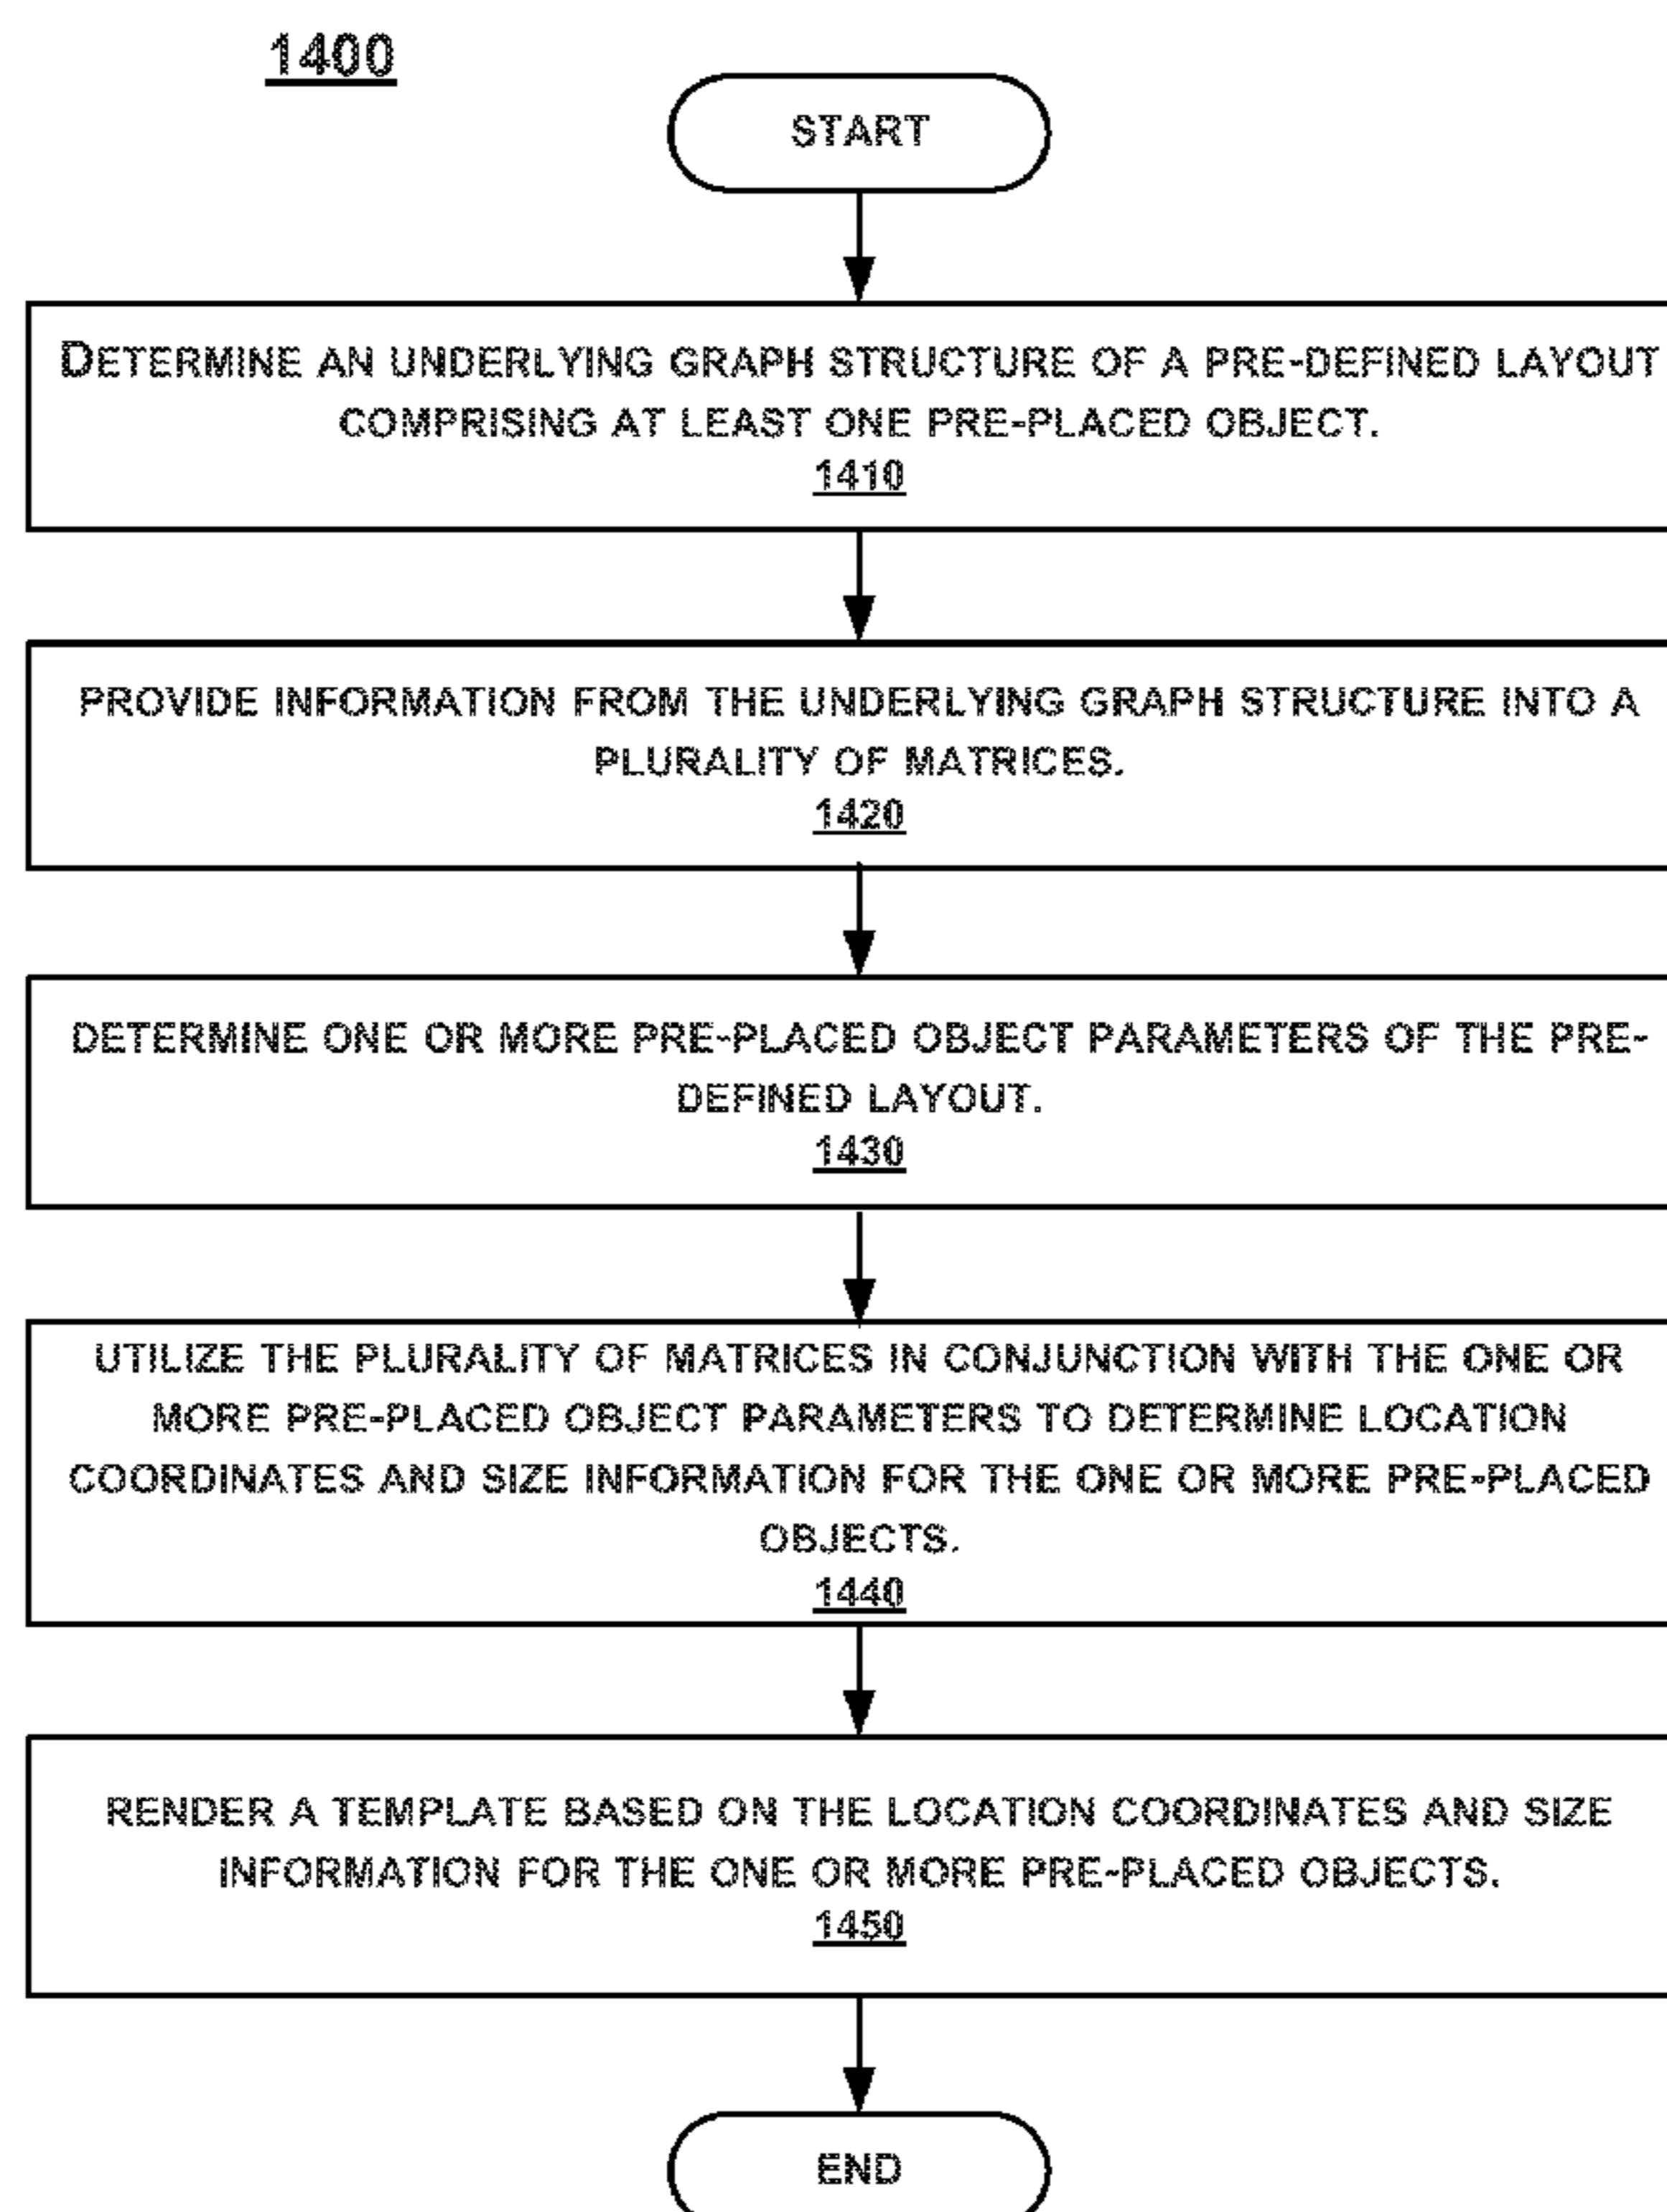 1400
START
DETERMINE AN UNDERLYING GRAPH STRUCTURE OF A PRE-DEFINED LAYOUT
COMPRISING AT LEAST ONE PRE-PLACED OBJECT.
1410
PROVIDE INFORMATION FROM THE UNDERLYING GRAPH STRUCTURE INTO A
PLURALITY OF MATRICES.
1420
DETERMINE ONE OR MORE PRE-PLACED OBJECT PARAMETERS OF THE PRE-
DEFINED LAYOUT.
1430
UTILIZE THE PLURALITY OF MATRICES IN CONJUNCTION WITH THE ONE OR
MORE PRE-PLACED OBJECT PARAMETERS TO DETERMINE LOCATION
COORDINATES AND SIZE INFORMATION FOR THE ONE OR MORE PRE-PLACED
OBJECTS.
1440
RENDER A TEMPLATE BASED ON THE LOCATION COORDINATES AND SIZE
INFORMATION FOR THE ONE OR MORE PRE-PLACED OBJECTS.
1450
END